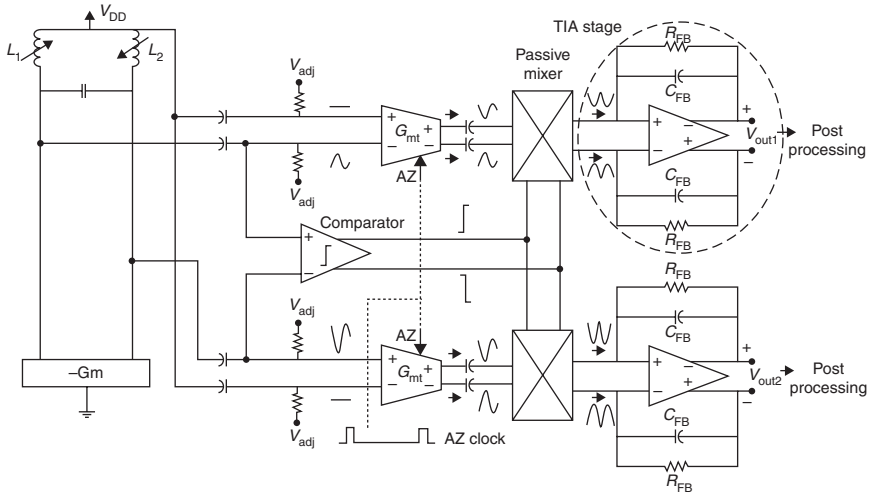 V_DD
TIA stage
R_FB
L_1
L_2
V_adj
Passive
mixer
C_FB
+
−
G_mt
+
−
+
−
−
+
+
V_out1
−
Post
processing
V_adj
AZ
C_FB
R_FB
Comparator
+
−
R_FB
V_adj
AZ
C_FB
−Gm
+
−
G_mt
+
−
+
−
−
+
+
V_out2
−
Post
processing
V_adj
AZ clock
C_FB
R_FB